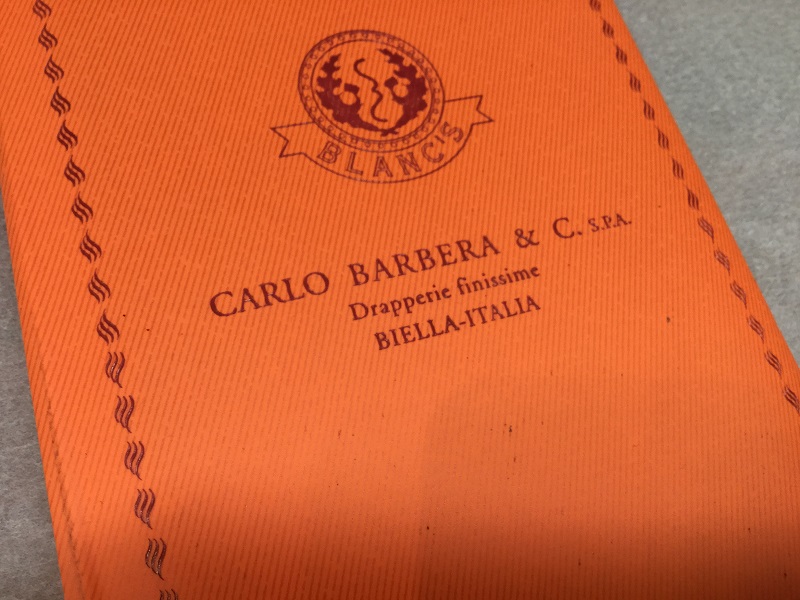 BLANC'S
CARLO BARBERA & C. S.P.A.
Drapperie finissime
BIELLA-ITALIA